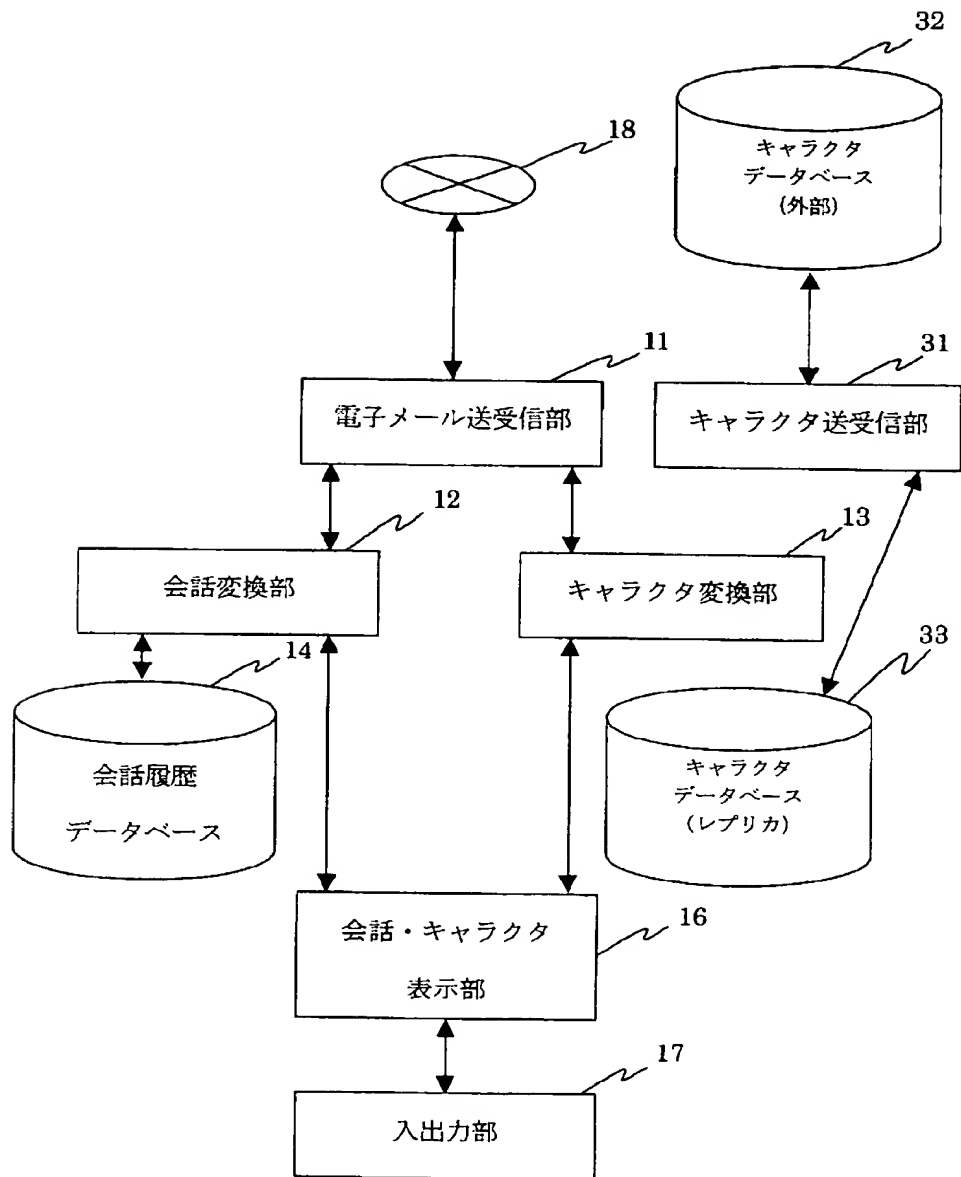 32
キャラクタ
データベース
(外部)
18
11
電子メール送受信部
31
キャラクタ送受信部
12
会話変換部
13
キャラクタ変換部
14
会話履歴
データベース
33
キャラクタ
データベース
(レプリカ)
会話・キャラクタ
表示部
16
17
入出力部